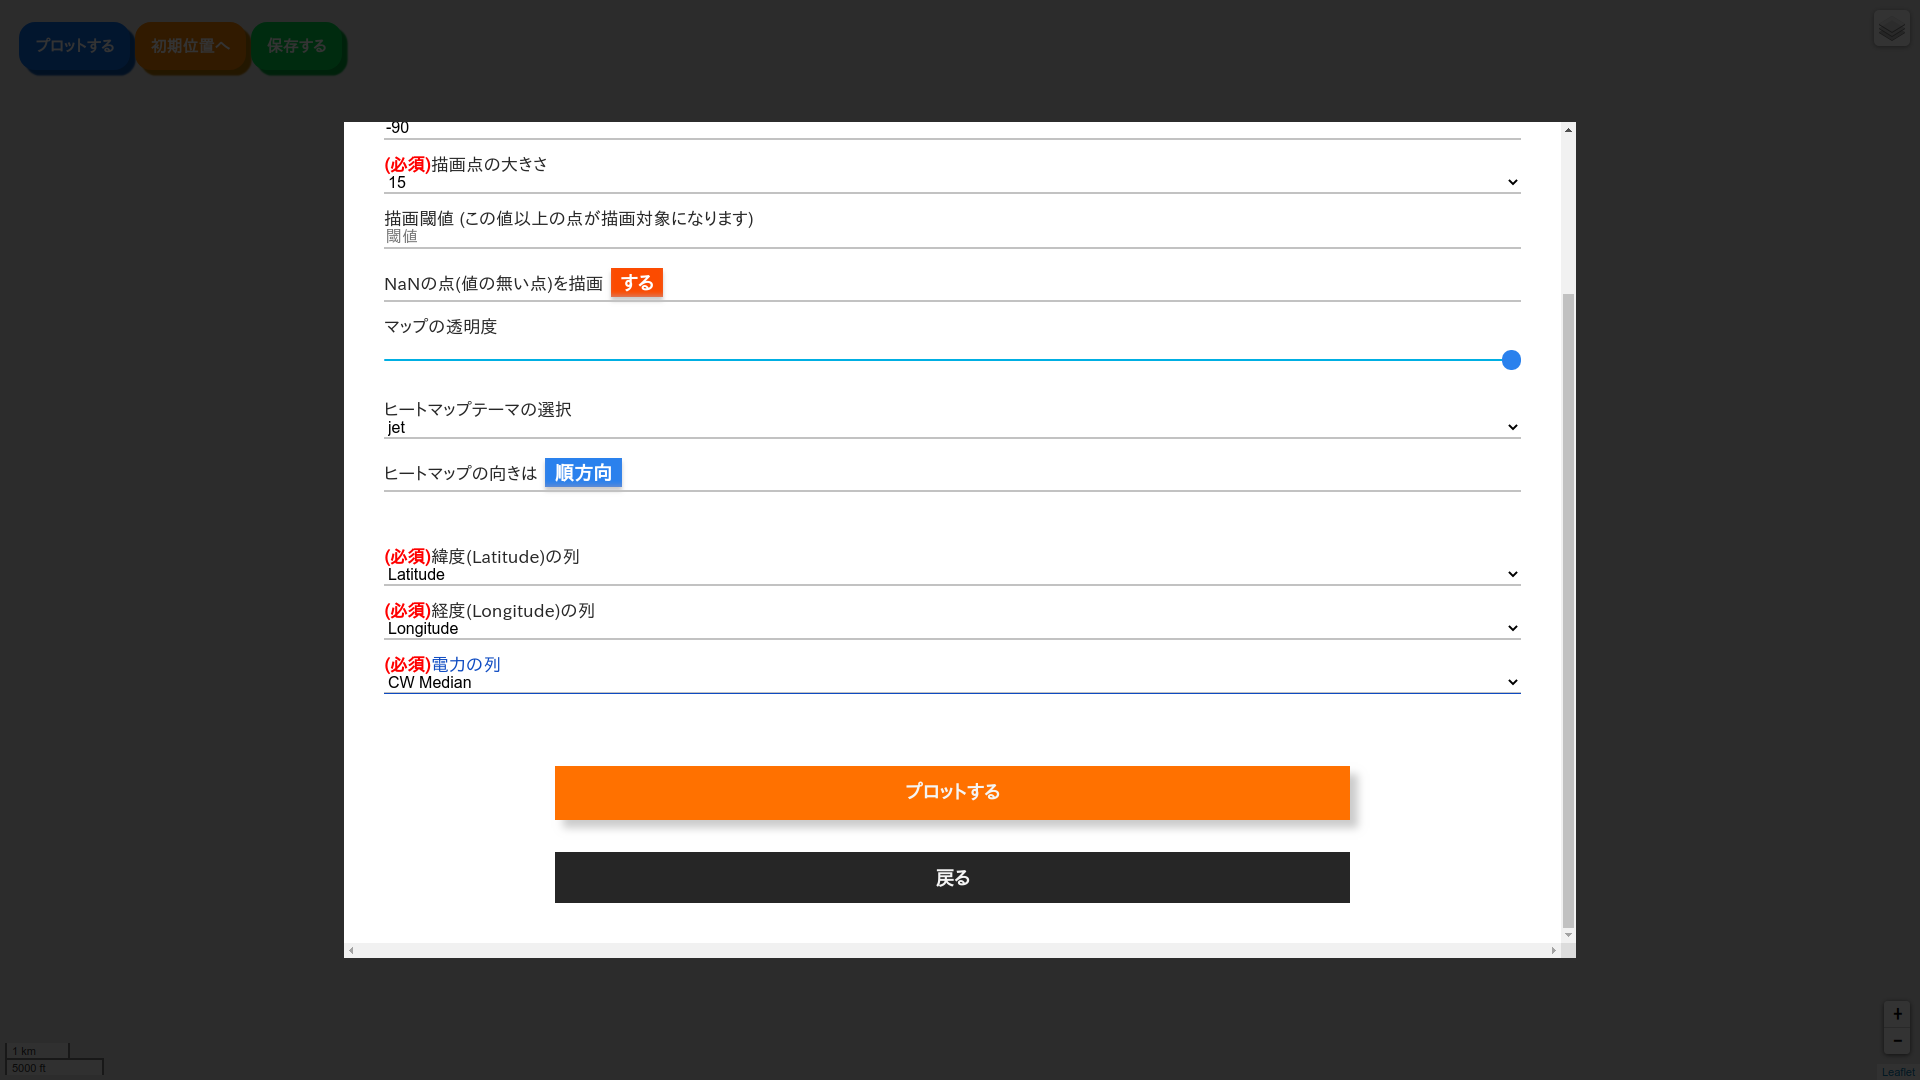 プロットする
初期位置へ
保存する
-90
(必須)描画点の大きさ
15
描画閾値 (この値以上の点が描画対象になります)
閾値
NaNの点(値の無い点)を描画 する
マップの透明度
ヒートマップテーマの選択
jet
ヒートマップの向きは 順方向
(必須)緯度(Latitude)の列
Latitude
(必須)経度(Longitude)の列
Longitude
(必須)電力の列
CW Median
プロットする
戻る
1 km
5000 ft
+
−
Leaflet